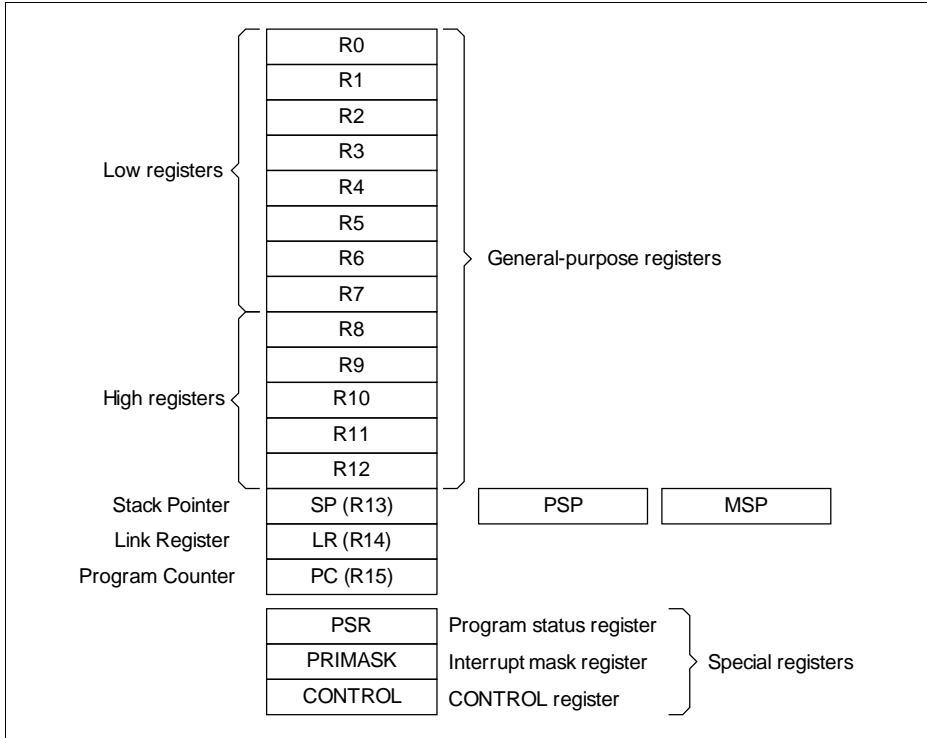 R0
R1
R2
R3
Low registers
R4
R5
R6
General-purpose registers
R7
R8
R9
High registers
R10
R11
R12
Stack Pointer SP (R13) PSP MSP
Link Register LR (R14)
Program Counter PC (R15)
PSR Program status register
PRIMASK Interrupt mask register Special registers
CONTROL CONTROL register